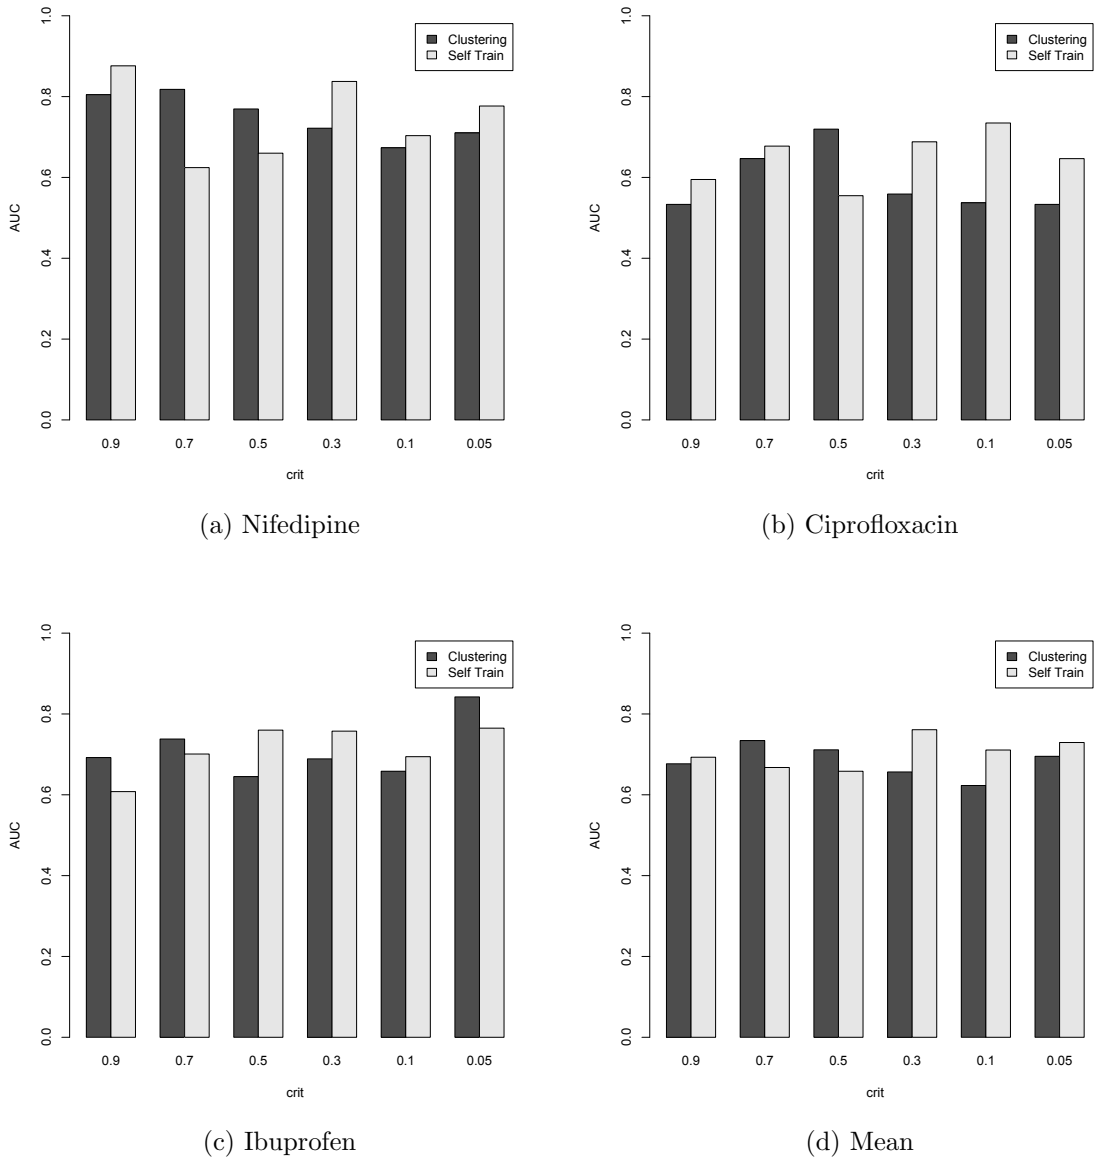 1.0
0.8
0.6
0.4
0.2
0.0
AUC
Clustering
Self Train
0.9 0.7 0.5 0.3 0.1 0.05
crit
(a) Nifedipine
1.0
0.8
0.6
0.4
0.2
0.0
AUC
Clustering
Self Train
0.9 0.7 0.5 0.3 0.1 0.05
crit
(b) Ciprofloxacin
1.0
0.8
0.6
0.4
0.2
0.0
AUC
Clustering
Self Train
0.9 0.7 0.5 0.3 0.1 0.05
crit
(c) Ibuprofen
1.0
0.8
0.6
0.4
0.2
0.0
AUC
Clustering
Self Train
0.9 0.7 0.5 0.3 0.1 0.05
crit
(d) Mean